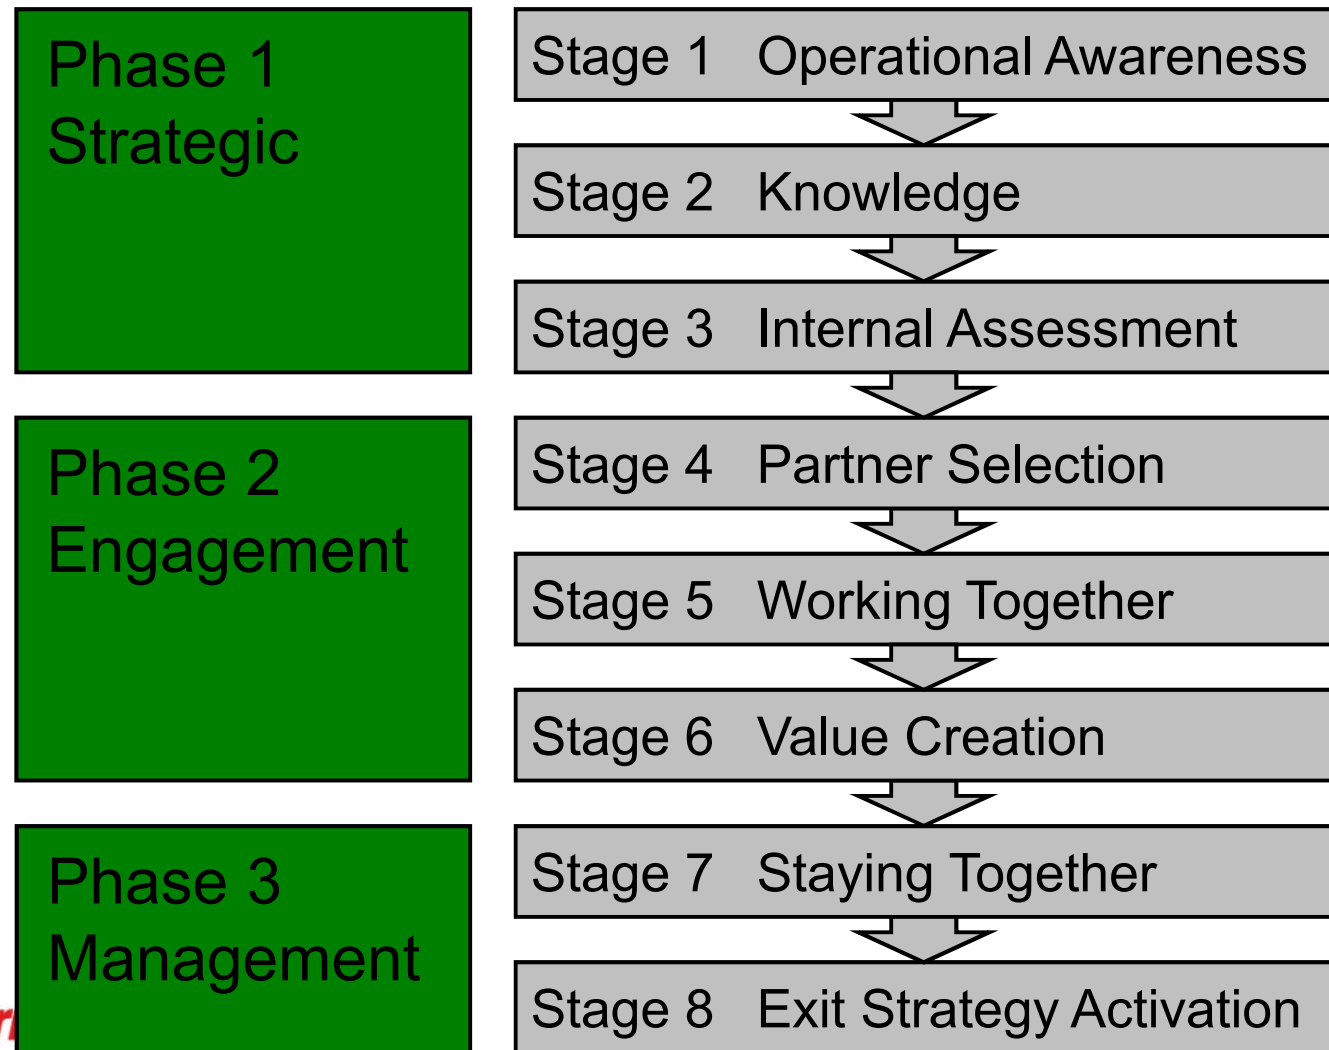 Phase 1
Strategic
Stage 1 Operational Awareness
Stage 2 Knowledge
Stage 3 Internal Assessment
Phase 2
Engagement
Stage 4 Partner Selection
Stage 5 Working Together
Stage 6 Value Creation
Phase 3
Management
Stage 7 Staying Together
Stage 8 Exit Strategy Activation